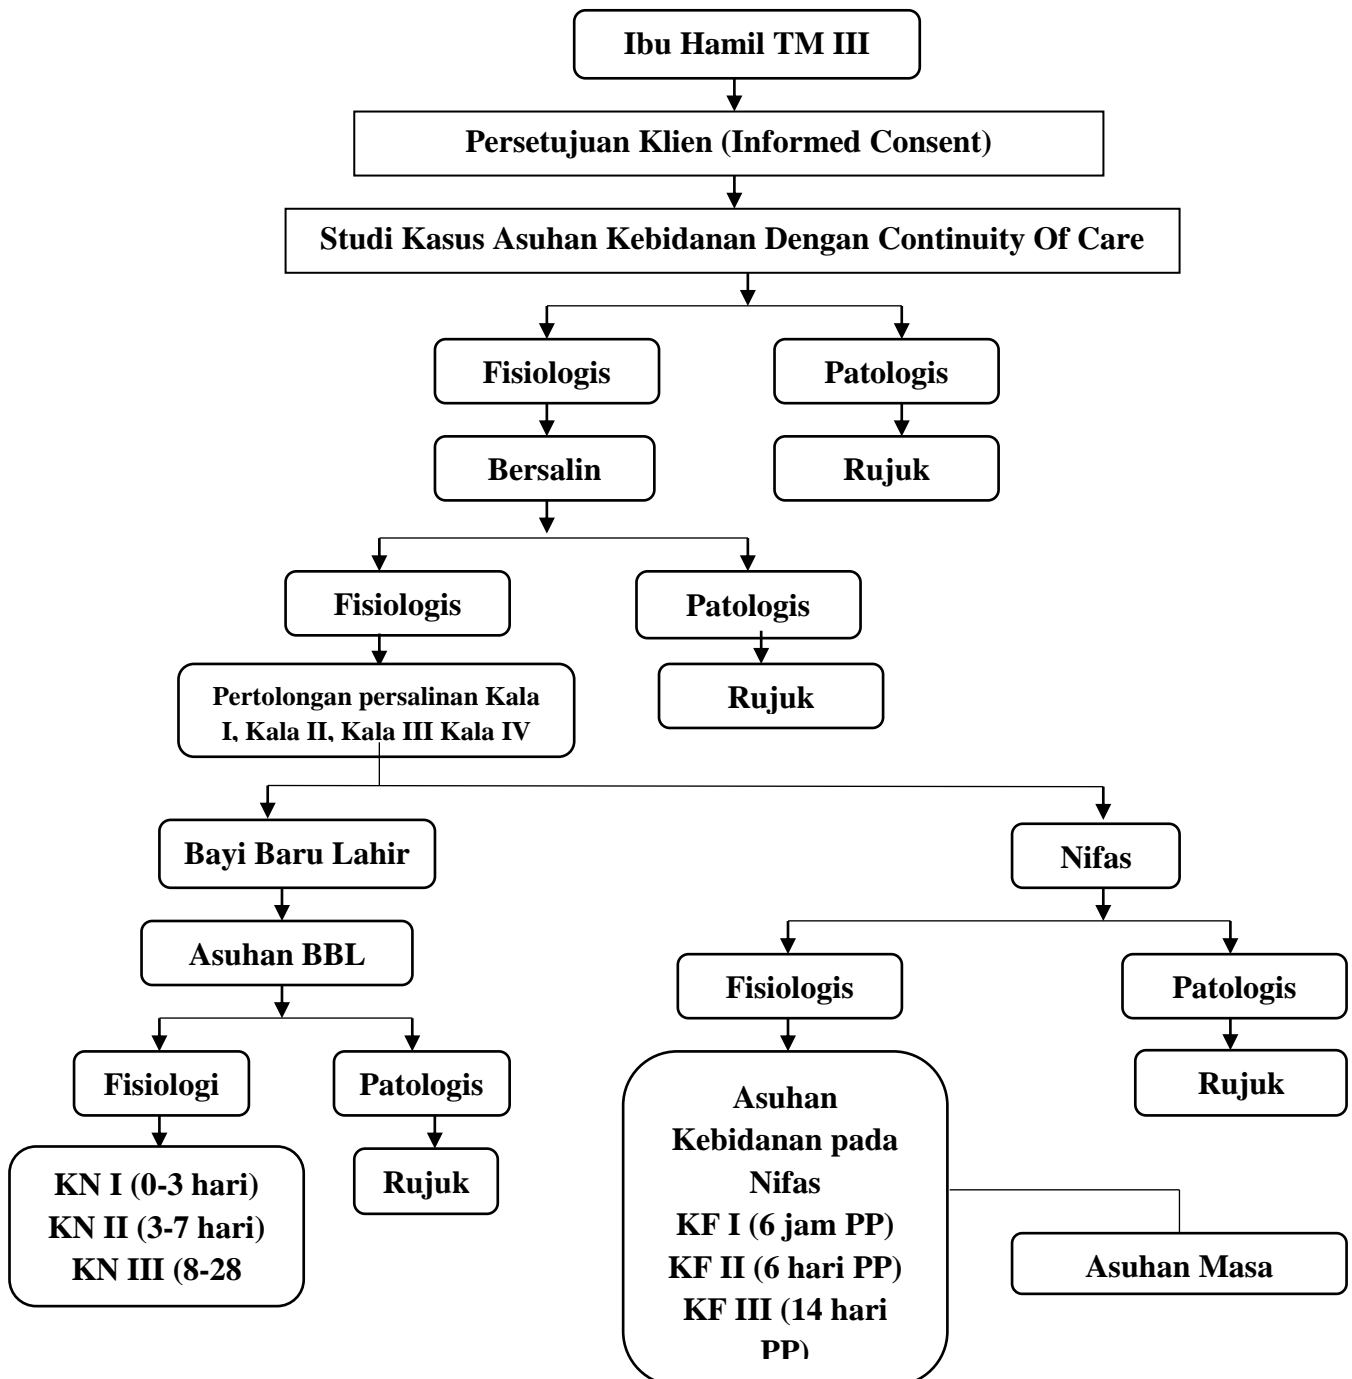 Ibu Hamil TM III
Persetujuan Klien (Informed Consent)
Studi Kasus Asuhan Kebidanan Dengan Continuity Of Care
Fisiologis
Patologis
Bersalin
Rujuk
Fisiologis
Patologis
Pertolongan persalinan Kala
I, Kala II, Kala III Kala IV
Rujuk
Bayi Baru Lahir
Nifas
Asuhan BBL
Fisiologis
Patologis
Fisiologi
Patologis
Rujuk
KN I (0-3 hari)
KN II (3-7 hari)
KN III (8-28
Rujuk
Asuhan
Kebidanan pada
Nifas
KF I (6 jam PP)
KF II (6 hari PP)
KF III (14 hari
PP)
Asuhan Masa